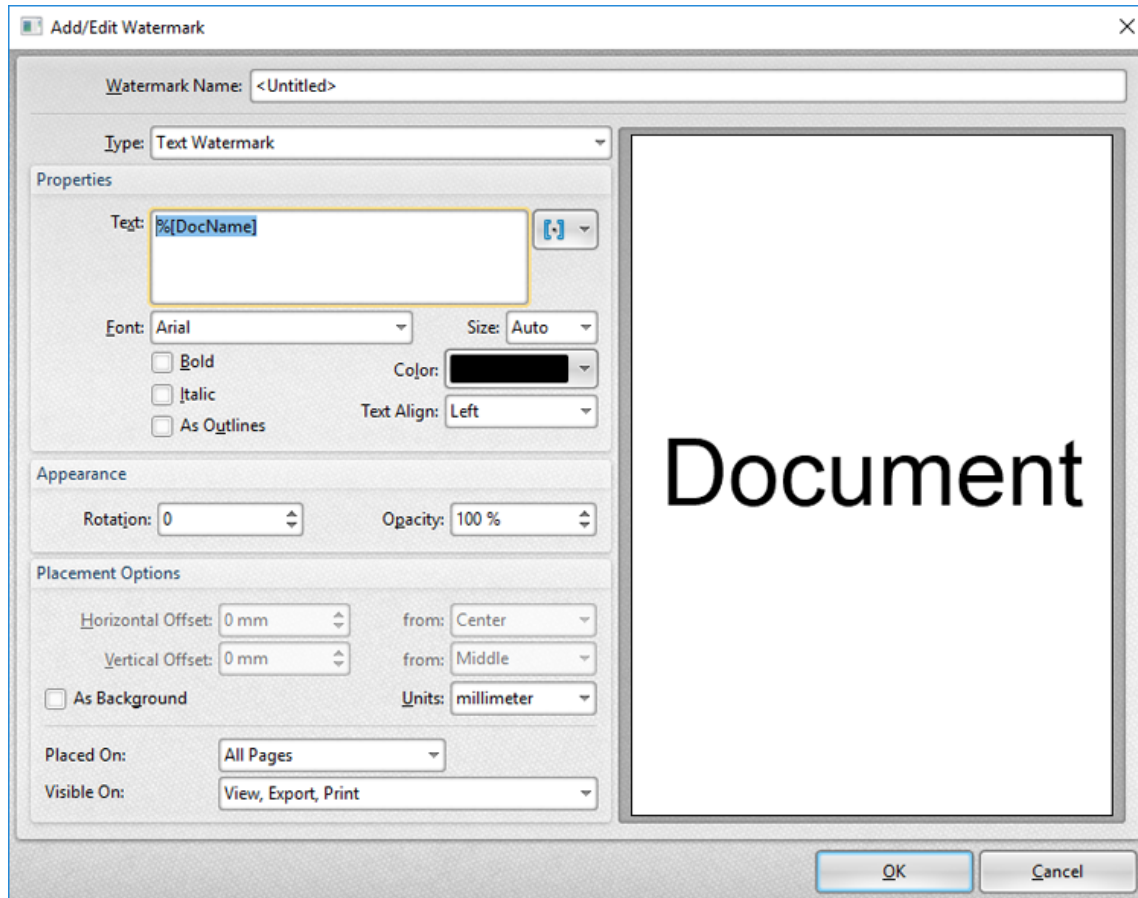 Add/Edit Watermark
Watermark Name: <Untitled>
Type: Text Watermark
Properties
Text: %[DocName]
Font: Arial Size: Auto
Bold
Color:
Italic
Text Align: Left
As Outlines
Document
Appearance
Rotation: 0 Opacity: 100 %
Placement Options
Horizontal Offset: 0 mm from: Center
Vertical Offset: 0 mm from: Middle
As Background Units: millimeter
Placed On: All Pages
Visible On: View, Export, Print
OK Cancel